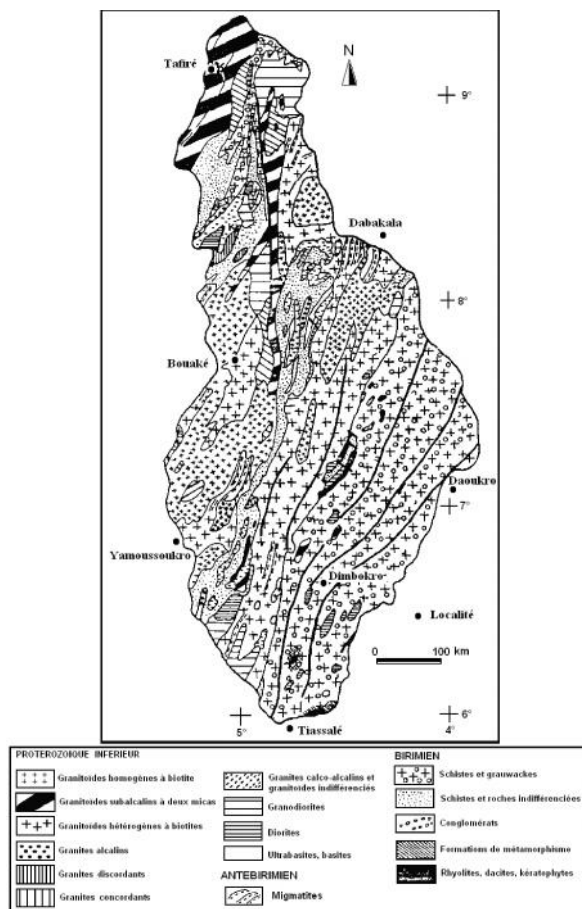 Tafiré
N
9°
Dabakala
8°
Bouaké
Daoukro
7°
Yamoussoukro
Dimbokro
Localité
0 100 km
5°
4°
6°
Tiassalé
PROTEROZOIQUE INFERIEUR
Granitoïdes homogènes à biotite
Granitoïdes subalcalins à deux micas
Granitoïdes hétérogènes à biotites
Granites alcalins
Granites discordants
Granites concordants
Granites calco-alcalins et
granitoïdes indifférenciés
Granodiorites
Diorites
Ultrabasites, basites
ANTEBIRIMIEN
Migmatites
BIRIMIEN
Schistes et grauwackes
Schistes et roches indifférenciées
Conglomérats
Formations de métamorphisme
Rhyolites, dacites, kératophytes